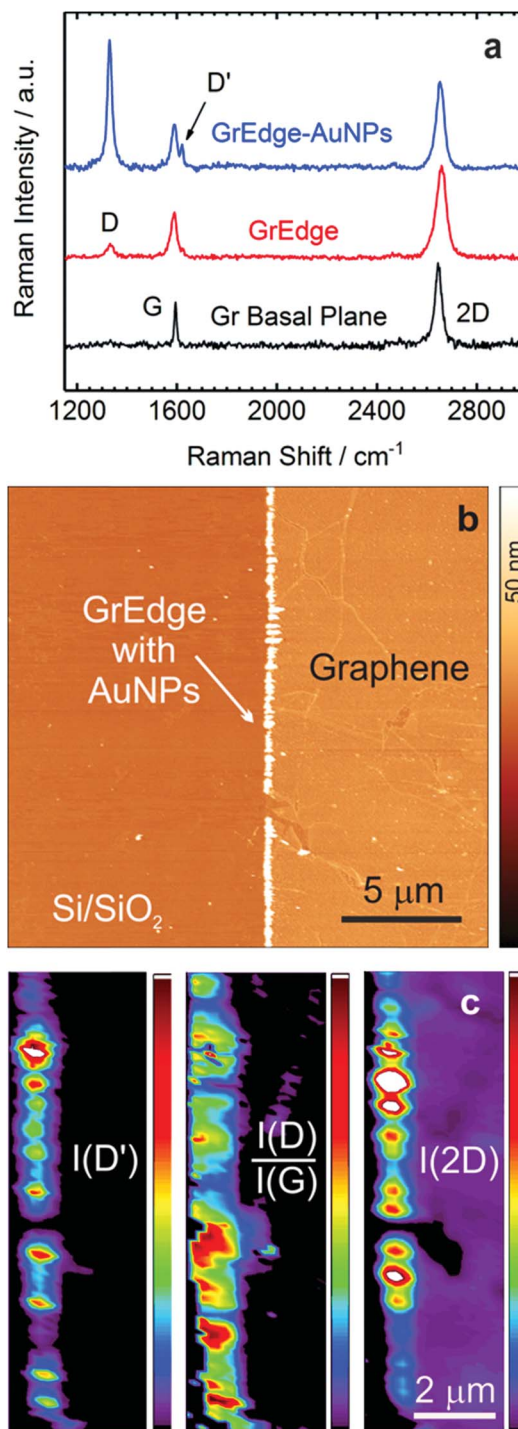 a
D'
GrEdge-AuNPs
D
GrEdge
G
Gr Basal Plane
2D
Raman Intensity / a.u.
1200 1600 2000 2400 2800
Raman Shift / cm⁻¹
b
50 nm
GrEdge
with
AuNPs
Graphene
Si/SiO₂
5 μm
c
I(D')
I(D)
I(G)
I(2D)
2 μm